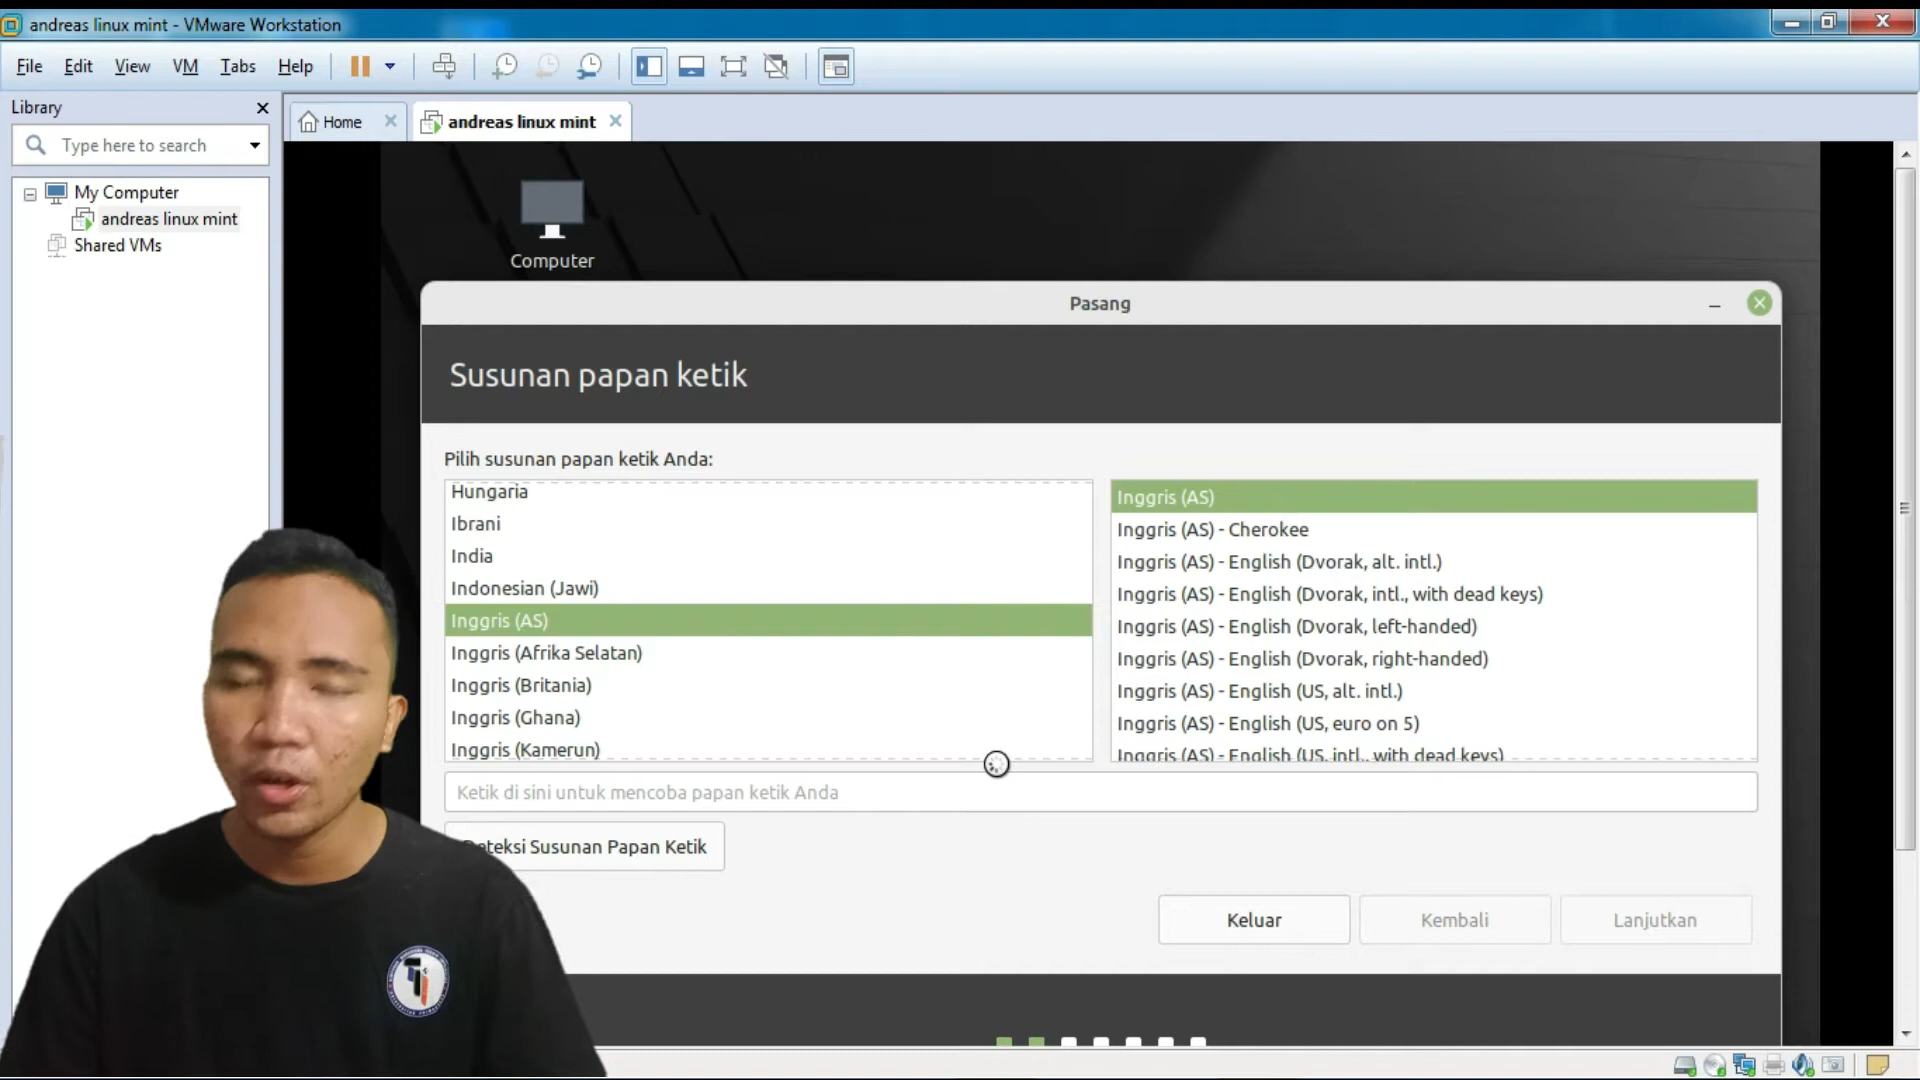 andreas linux mint - VMware Workstation
File Edit View VM Tabs Help
Library
Type here to search
My Computer
andreas linux mint
Shared VMs
Home
andreas linux mint
Computer
Pasang
Susunan papan ketik
Pilih susunan papan ketik Anda:
Hungaria
Ibrani
India
Indonesian (Jawi)
Inggris (AS)
Inggris (Afrika Selatan)
Inggris (Britania)
Inggris (Ghana)
Inggris (Kamerun)
Inggris (AS)
Inggris (AS) - Cherokee
Inggris (AS) - English (Dvorak, alt. intl.)
Inggris (AS) - English (Dvorak, intl., with dead keys)
Inggris (AS) - English (Dvorak, left-handed)
Inggris (AS) - English (Dvorak, right-handed)
Inggris (AS) - English (US, alt. intl.)
Inggris (AS) - English (US, euro on 5)
Inggris (AS) - English (US, intl., with dead keys)
Ketik di sini untuk mencoba papan ketik Anda
Deteksi Susunan Papan Ketik
Keluar
Kembali
Lanjutkan